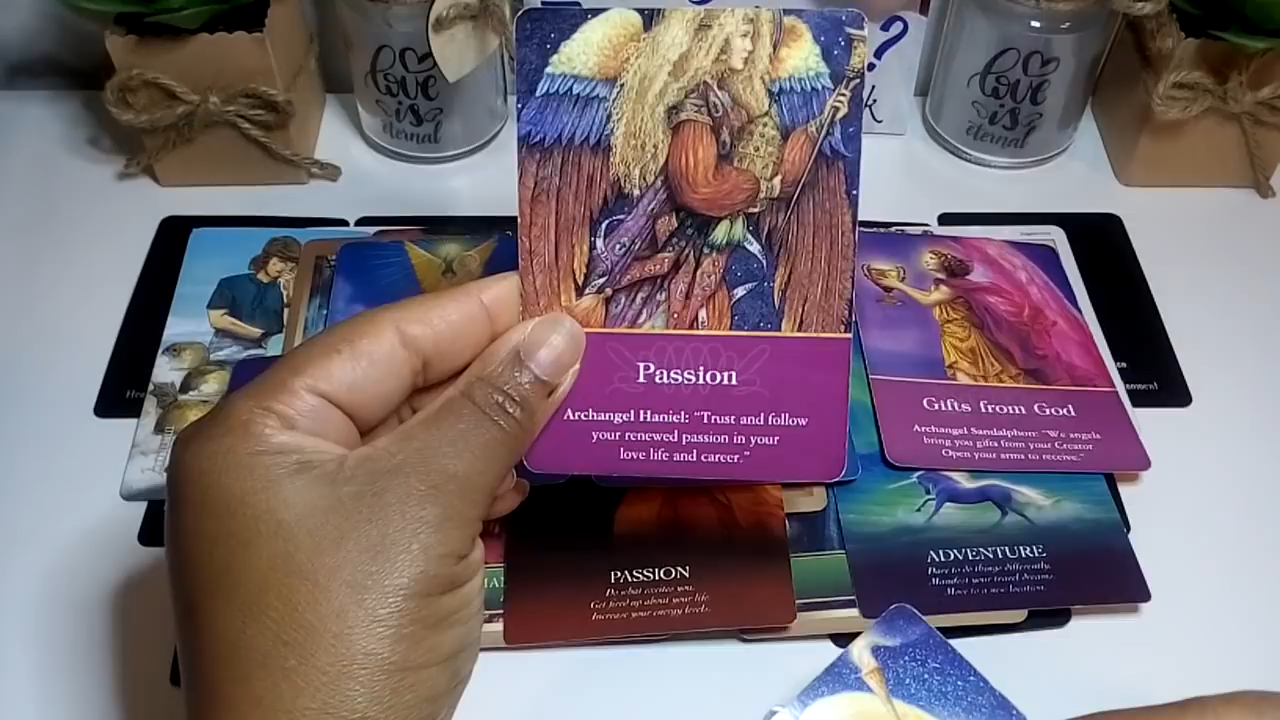 love
is
eternal
?
k
love
is
eternal
Passion
Archangel Haniel: "Trust and follow
your renewed passion in your
love life and career."
Gifts from God
Archangel Sandalphon: "We angels
bring you gifts from your Creator
Open your arms to receive."
PASSION
Do what excites you.
Get fired up about your life.
Increase your energy levels.
ADVENTURE
Dare to do things differently.
Manifest your travel dreams.
Move to a new location.